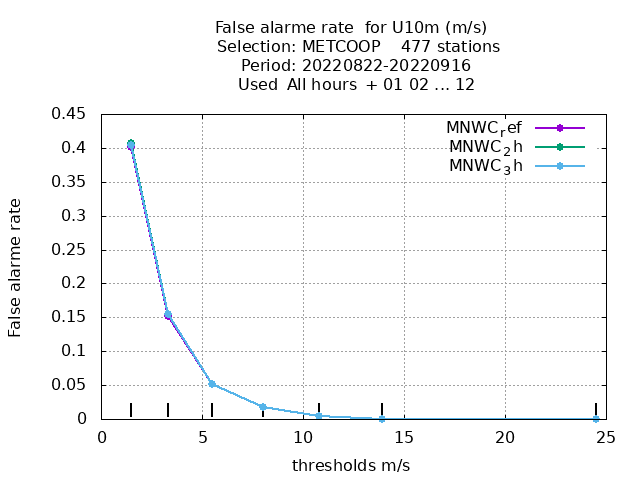 False alarme rate  for U10m (m/s)
Selection: METCOOP    477 stations
Period: 20220822-20220916
Used  All hours  + 01 02 ... 12
MNWC_ref
MNWC_2h
MNWC_3h
0.45
0.4
0.35
0.3
0.25
0.2
0.15
0.1
0.05
0
False alarme rate
0 5 10 15 20 25
thresholds m/s